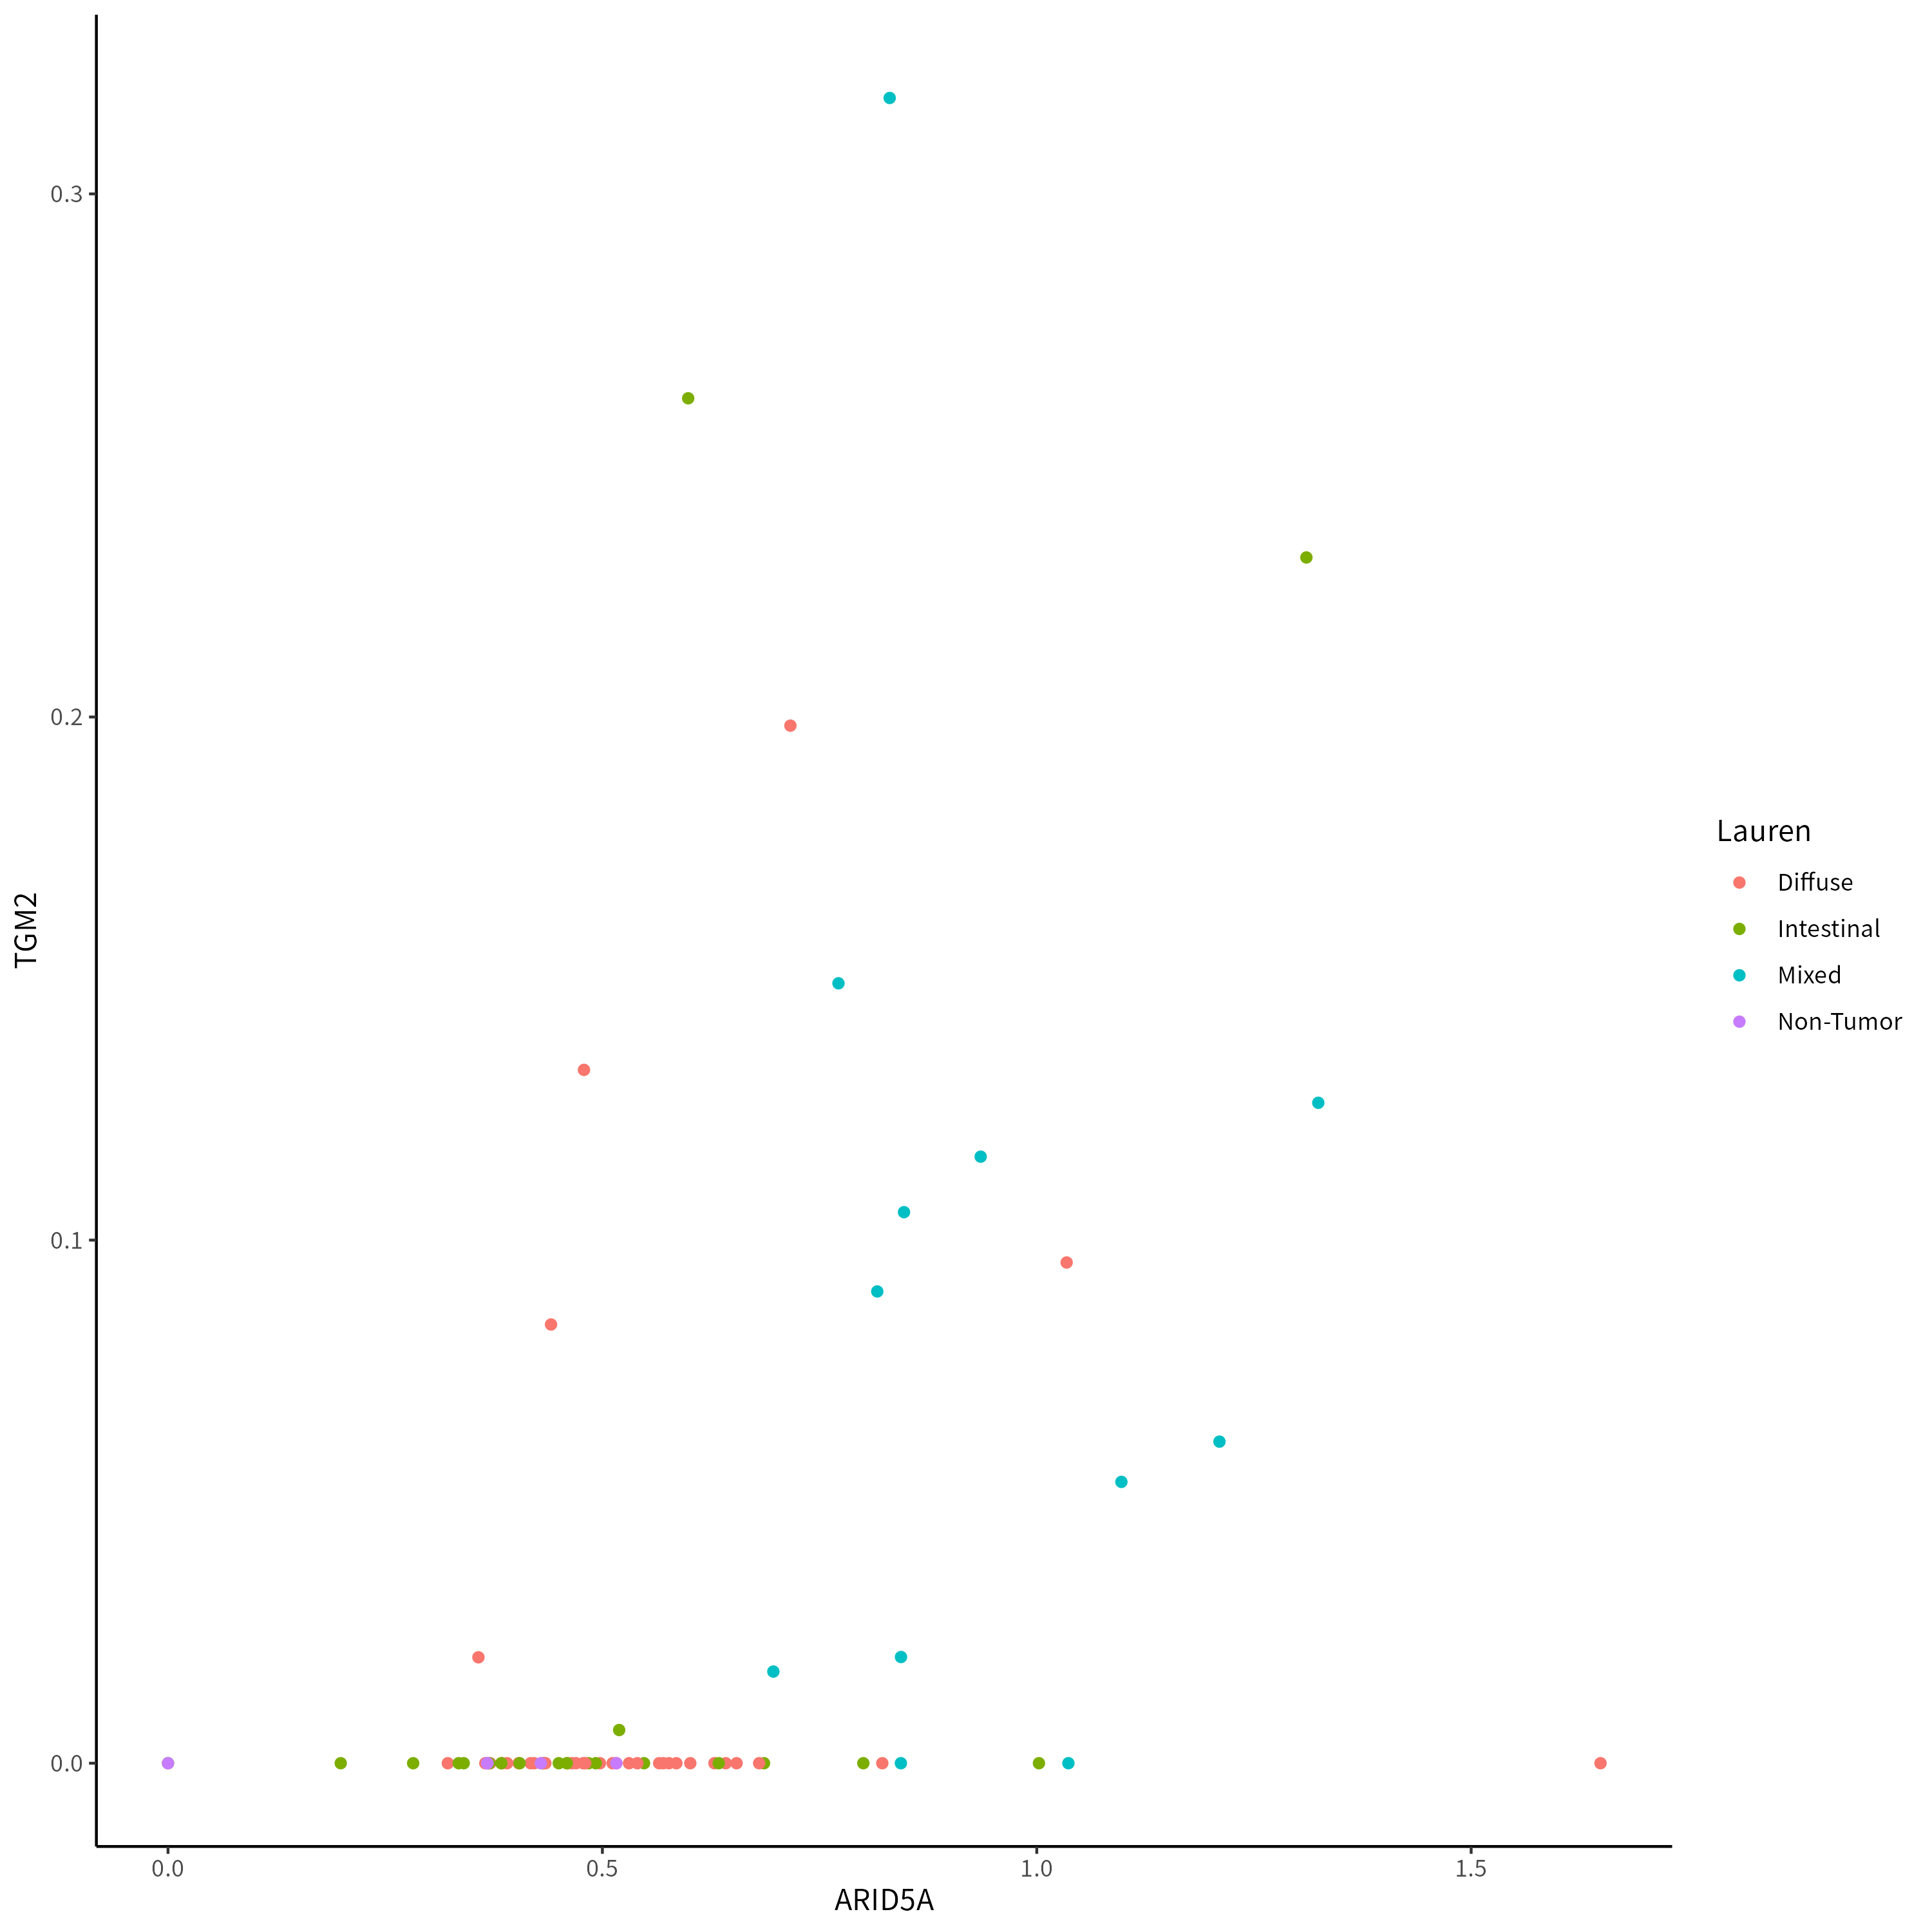 0.3
0.2
0.1
0.0
TGM2
0.0
0.5
1.0
1.5
ARID5A
Lauren
Diffuse
Intestinal
Mixed
Non-Tumor